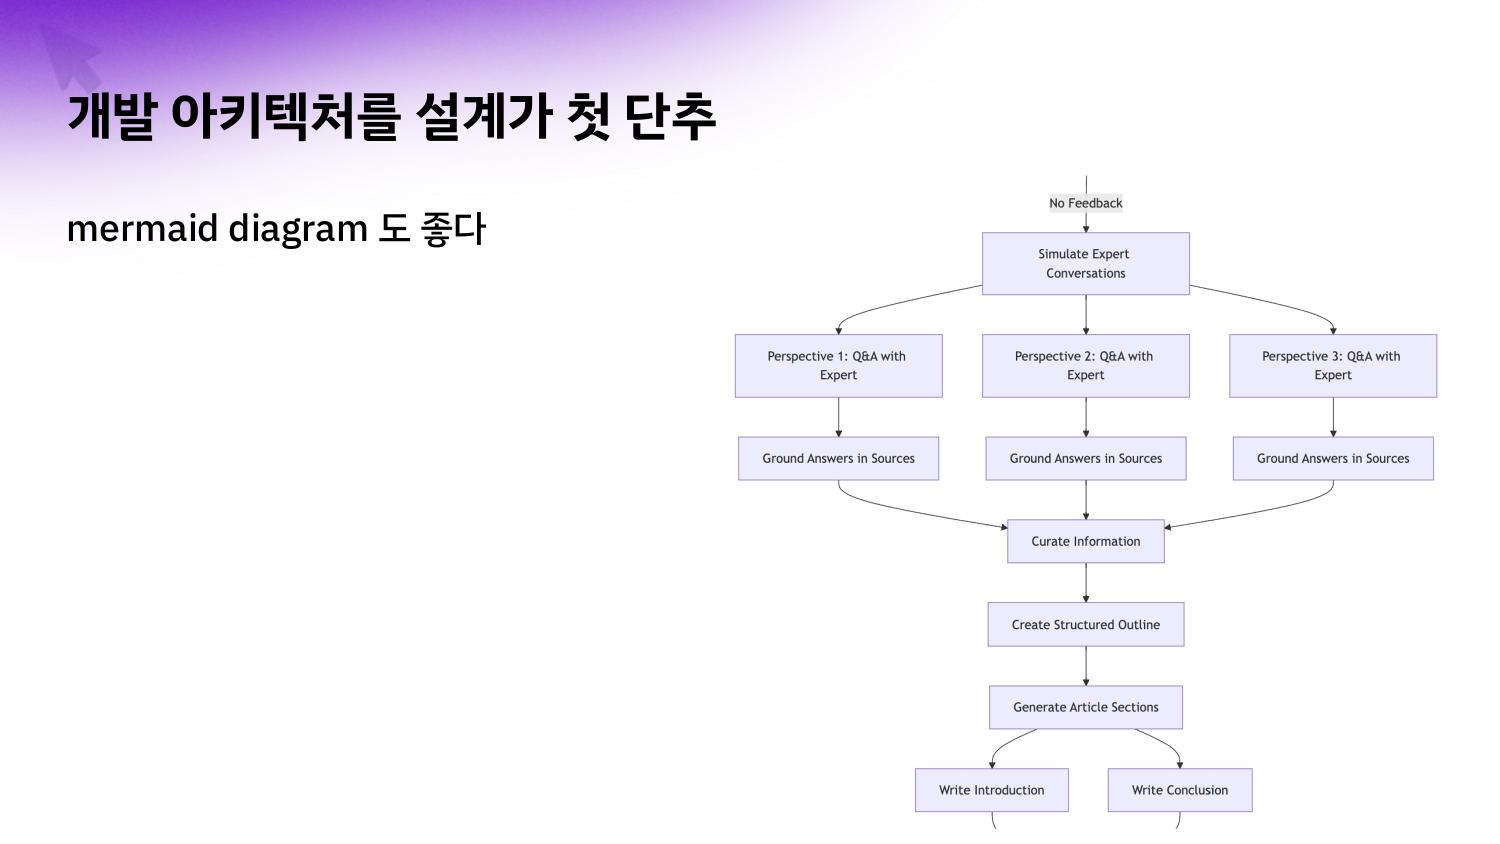 개발 아키텍처를 설계가 첫 단추
mermaid diagram 도 좋다
No Feedback
Simulate Expert
Conversations
Perspective 1: Q&A with
Expert
Perspective 2: Q&A with
Expert
Perspective 3: Q&A with
Expert
Ground Answers in Sources
Ground Answers in Sources
Ground Answers in Sources
Curate Information
Create Structured Outline
Generate Article Sections
Write Introduction
Write Conclusion